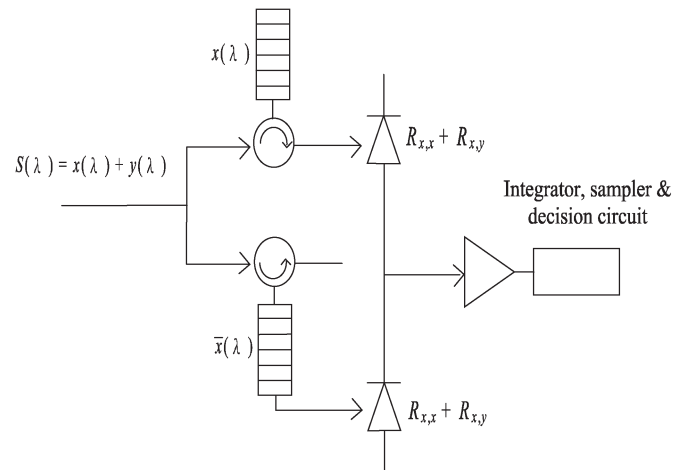 x(λ)
R_{x,x} + R_{x,y}
S(λ) = x(λ) + y(λ)
Integrator, sampler &
decision circuit
x̅(λ)
R_{x,x} + R_{x,y}